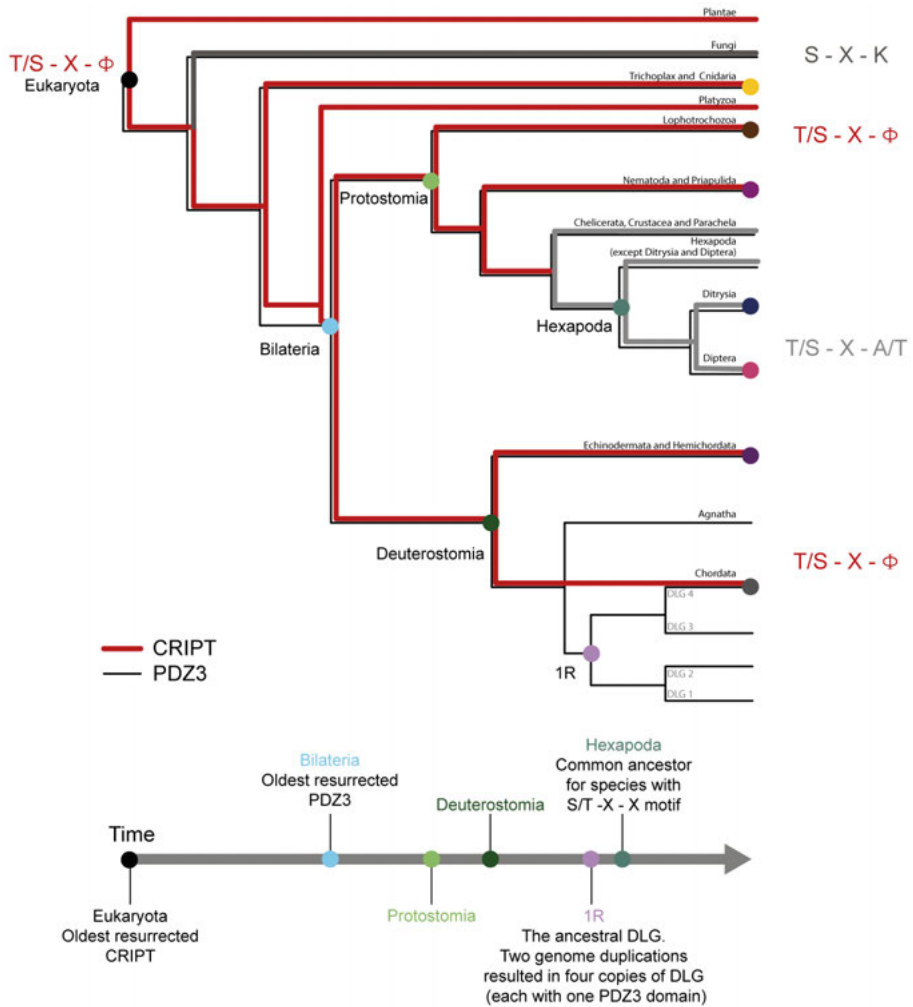 Plantae
Fungi
S - X - K
T/S - X - Φ
Eukaryota
Trichoplax and Cnidaria
Platyzoa
Lophotrochozoa
T/S - X - Φ
Nematoda and Priapulida
Protostomia
Chelicerata, Crustacea and Parachela
Hexapoda
(except Ditrysia and Diptera)
Ditrysia
Hexapoda
Bilateria
T/S - X - A/T
Diptera
Echinodermata and Hemichordata
Agnatha
Deuterostomia
T/S - X - Φ
Chordata
DLG 4
DLG 3
CRIPT
PDZ3
1R
DLG 2
DLG 1
Hexapoda
Common ancestor
for species with
S/T -X - X motif
Bilateria
Oldest resurrected
PDZ3
Deuterostomia
Time
Eukaryota
Oldest resurrected
CRIPT
Protostomia
1R
The ancestral DLG.
Two genome duplications
resulted in four copies of DLG
(each with one PDZ3 domain)